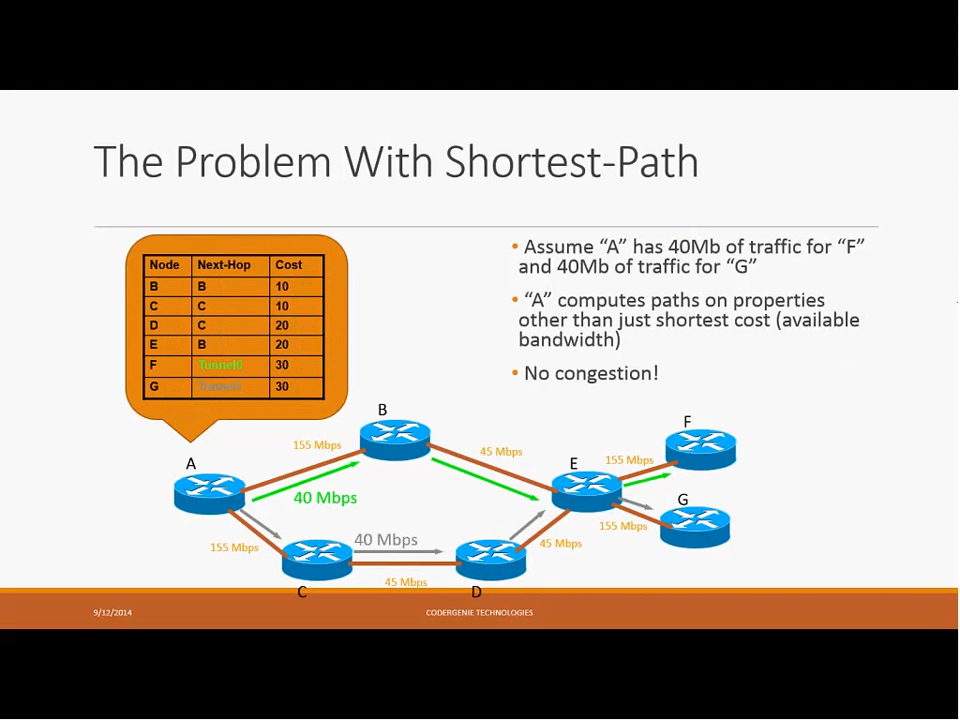 The Problem With Shortest-Path
Node Next-Hop Cost
B B 10
C C 10
D C 20
E B 20
F Tunnel0 30
G Tunnel1 30
• Assume “A” has 40Mb of traffic for “F”
and 40Mb of traffic for “G”
• “A” computes paths on properties
other than just shortest cost (available
bandwidth)
• No congestion!
B
F
155 Mbps
45 Mbps
A
E
155 Mbps
40 Mbps
G
155 Mbps
40 Mbps
155 Mbps
45 Mbps
45 Mbps
C
D
9/12/2014
CODERGENIE TECHNOLOGIES